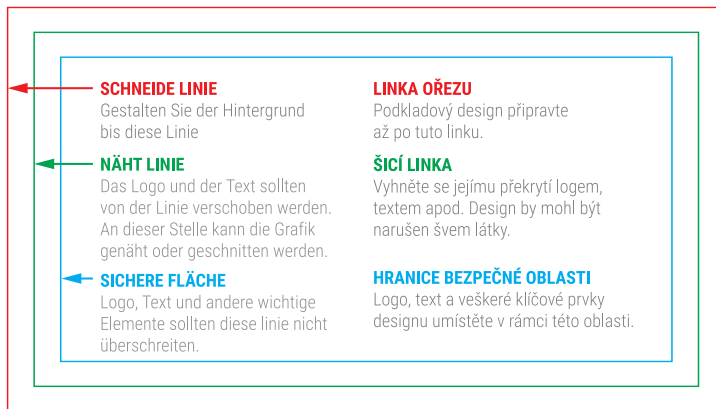 SCHNEIDE LINIE
Gestalten Sie der Hintergrund
bis diese Linie
NÄHT LINIE
Das Logo und der Text sollten
von der Linie verschoben werden.
An dieser Stelle kann die Grafik
genäht oder geschnitten werden.
SICHERE FLÄCHE
Logo, Text und andere wichtige
Elemente sollten diese linie nicht
überschreiten.
LINKA OŘEZU
Podkladový design připravte
až po tuto linku.
ŠICÍ LINKA
Vyhněte se jejímu překrytí logem,
textem apod. Design by mohl být
narušen švem látky.
HRANICE BEZPEČNÉ OBLASTI
Logo, text a veškeré klíčové prvky
designu umístěte v rámci této oblasti.